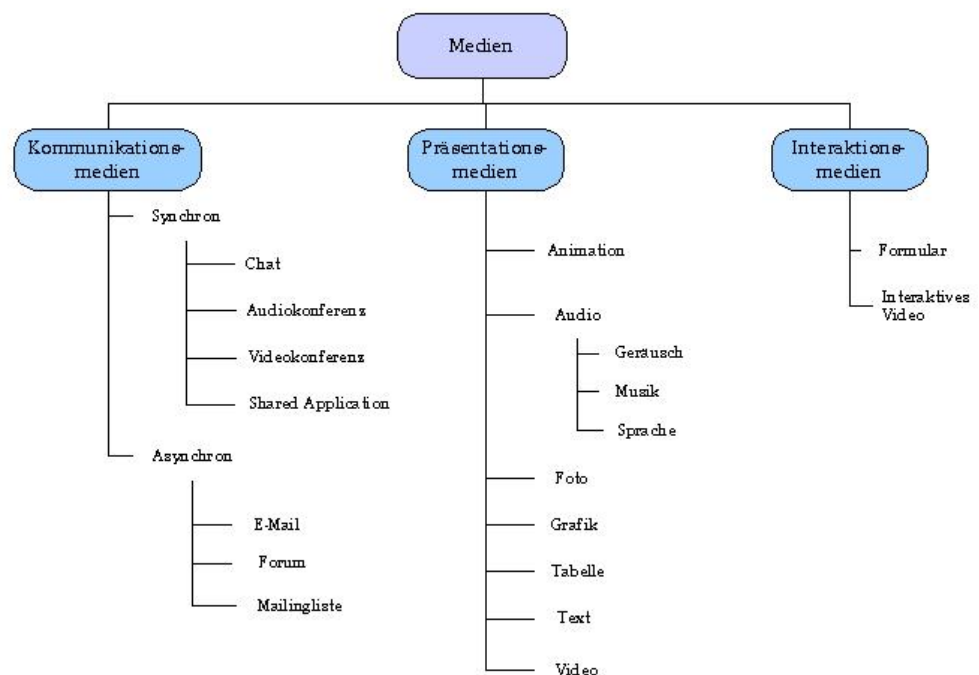 Medien
Kommunikations-
medien
Synchron
Chat
Audiokonferenz
Videokonferenz
Shared Application
Asynchron
E-Mail
Forum
Mailingliste
Präsentations-
medien
Animation
Audio
Geräusch
Musik
Sprache
Foto
Grafik
Tabelle
Text
Video
Interaktions-
medien
Formular
Interaktives
Video